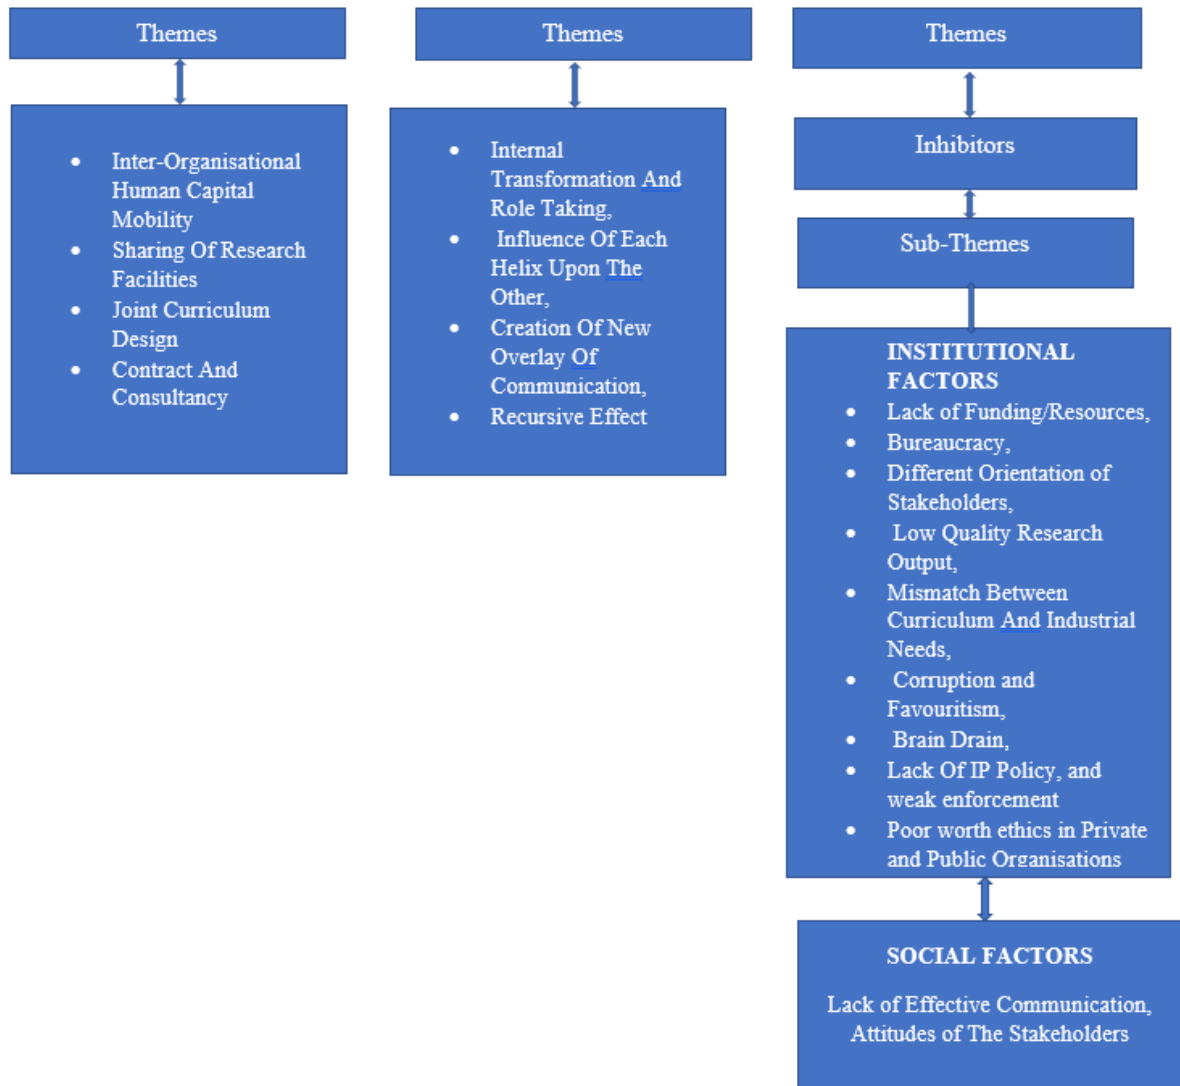 Themes
• Inter-Organisational
Human Capital
Mobility
• Sharing Of Research
Facilities
• Joint Curriculum
Design
• Contract And
Consultancy
Themes
• Internal
Transformation And
Role Taking,
• Influence Of Each
Helix Upon The
Other,
• Creation Of New
Overlay Of
Communication,
• Recursive Effect
Themes
Inhibitors
Sub-Themes
INSTITUTIONAL
FACTORS
• Lack of Funding/Resources,
• Bureaucracy,
• Different Orientation of
Stakeholders,
• Low Quality Research
Output,
• Mismatch Between
Curriculum And Industrial
Needs,
• Corruption and
Favouritism,
• Brain Drain,
• Lack Of IP Policy, and
weak enforcement
• Poor worth ethics in Private
and Public Organisations
SOCIAL FACTORS
Lack of Effective Communication,
Attitudes of The Stakeholders